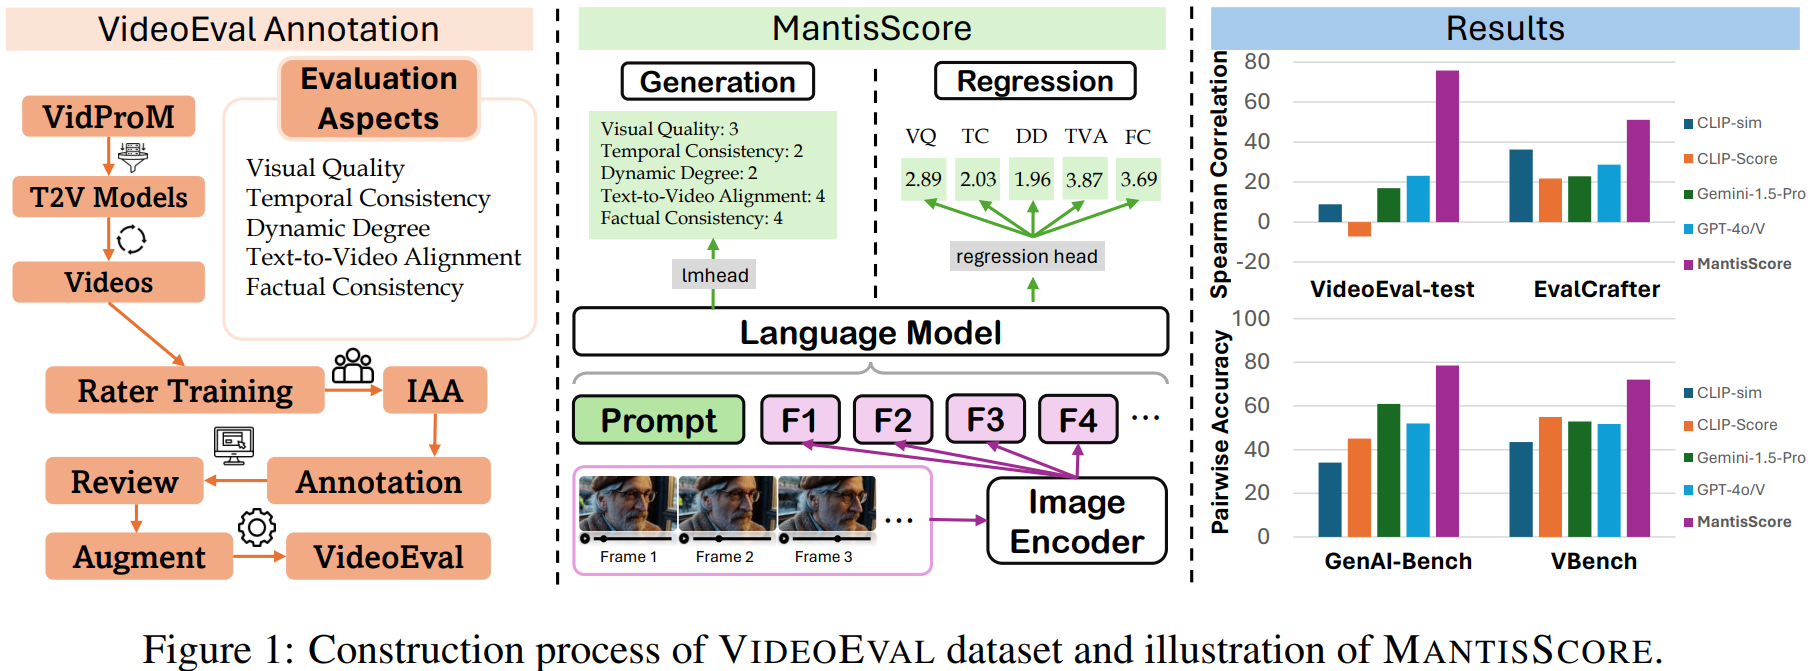 VideoEval Annotation
Evaluation
Aspects
VidProM
T2V Models
Videos
Visual Quality
Temporal Consistency
Dynamic Degree
Text-to-Video Alignment
Factual Consistency
Rater Training
IAA
Review
Annotation
Augment
VideoEval
MantisScore
Generation
Regression
Visual Quality: 3
Temporal Consistency: 2
Dynamic Degree: 2
Text-to-Video Alignment: 4
Factual Consistency: 4
VQ TC DD TVA FC
2.89 2.03 1.96 3.87 3.69
lmhead
regression head
Language Model
Prompt F1 F2 F3 F4 ...
Frame 1 Frame 2 Frame 3 ...
Image
Encoder
Results
Spearman Correlation
80
60
40
20
0
-20
VideoEval-test EvalCrafter
CLIP-sim
CLIP-Score
Gemini-1.5-Pro
GPT-4o/V
MantisScore
Pairwise Accuracy
100
80
60
40
20
0
GenAI-Bench VBench
CLIP-sim
CLIP-Score
Gemini-1.5-Pro
GPT-4o/V
MantisScore
Figure 1: Construction process of VIDEOEVAL dataset and illustration of MANTISSCORE.